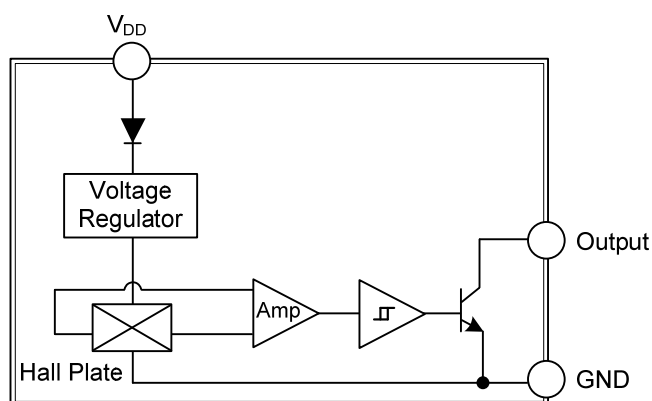 VDD
Voltage
Regulator
Output
Amp
Hall Plate
GND